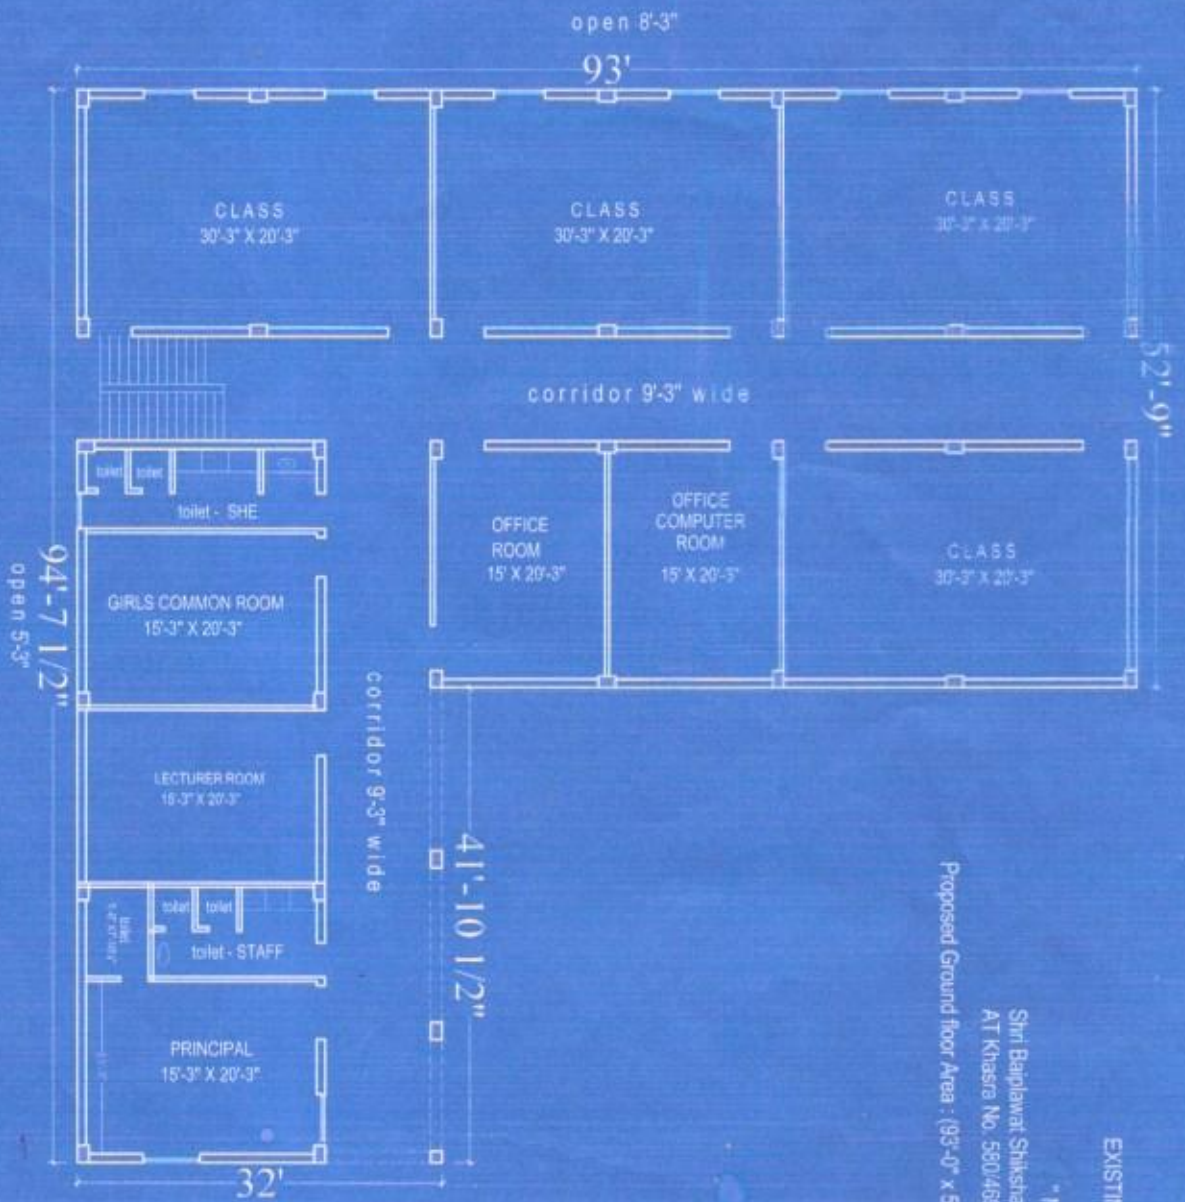 open 8'-3"
93'
CLASS
30'-3" X 20'-3"
CLASS
30'-3" X 20'-3"
CLASS
30'-3" X 20'-3"
52'-9"
corridor 9'-3" wide
toilet
toilet
toilet - SHE
OFFICE
ROOM
15' X 20'-3"
OFFICE
COMPUTER
ROOM
15' X 20'-3"
CLASS
30'-3" X 20'-3"
94'-7 1/2"
open 5'-3"
GIRLS COMMON ROOM
15'-3" X 20'-3"
corridor 9'-3" wide
LECTURER ROOM
15'-3" X 20'-3"
41'-10 1/2"
toilet
toilet
toilet
toilet - STAFF
PRINCIPAL
15'-3" X 20'-3"
32'
EXISTI
Shri Baiplawat Shiksha
AT Khasra No. 580/46
Proposed Ground floor Area : (93'-0" x 5